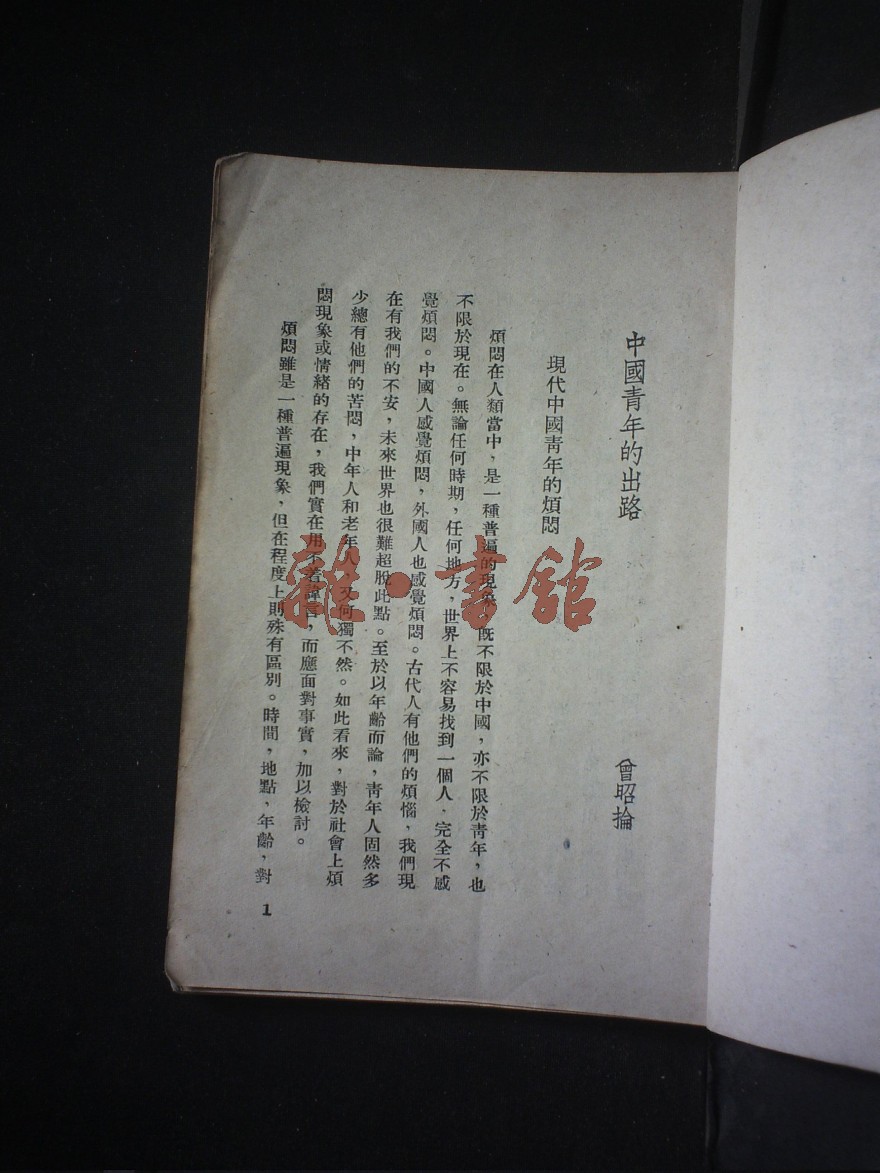 中國青年的出路
曾昭掄
現代中國青年的煩悶
煩悶在人類當中,是一種普遍的現象,既不限於中國,亦不限於青年,也
不限於現在。無論任何時期,任何地方,世界上不容易找到一個人,完全不感
覺煩悶。中國人感覺煩悶,外國人也感覺煩悶。古代人有他們的煩惱,我們現
在有我們的不安,未來世界也很難超脫此點。至於以年齡而論,青年人固然多
少總有他們的苦悶,中年人和老年人,又何獨不然。如此看來,對於社會上煩
悶現象或情緒的存在,我們實在用不着諱言,而應面對事實,加以檢討。
煩悶雖是一種普遍現象,但在程度上則殊有區別。時間,地點,年齡,對
1
龍·書館